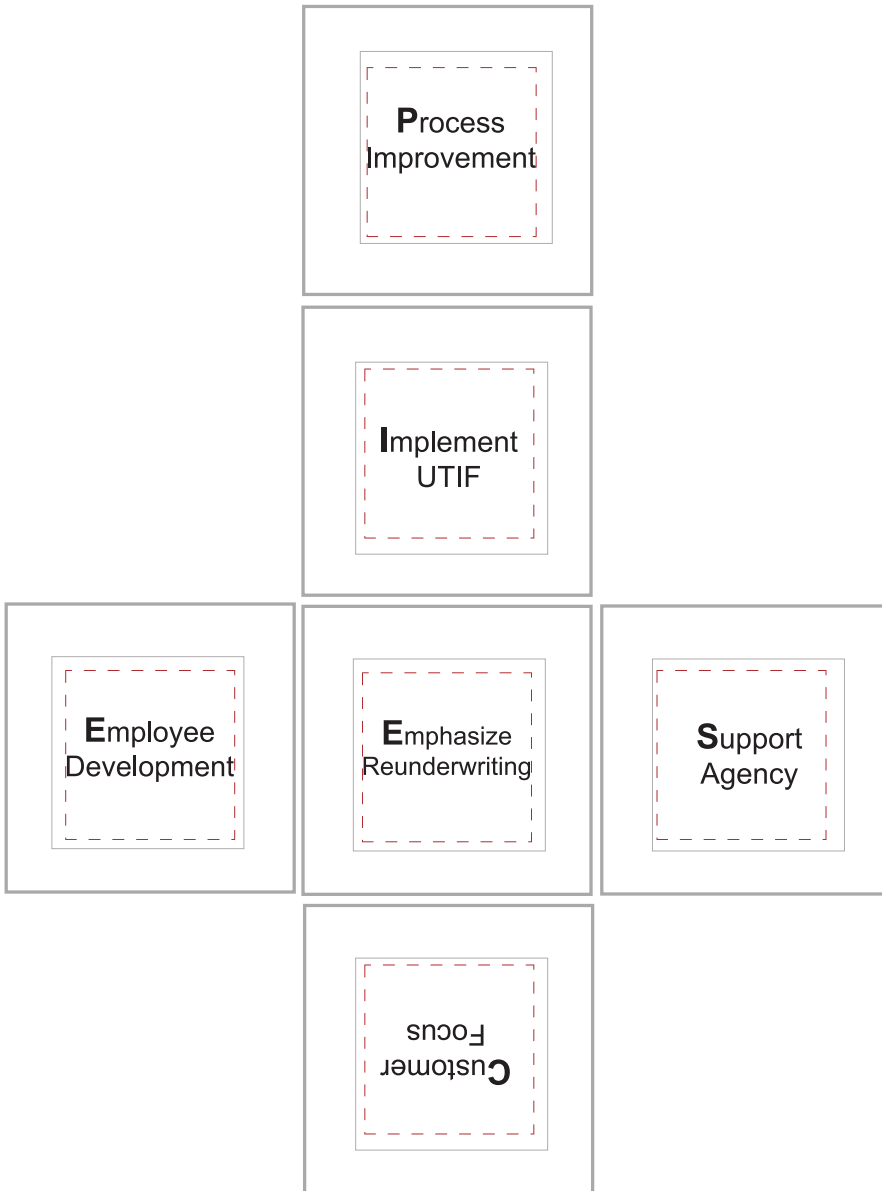 Process
Improvement
Implement
UTIF
Employee
Development
Emphasize
Reunderwriting
Support
Agency
Customer
Focus